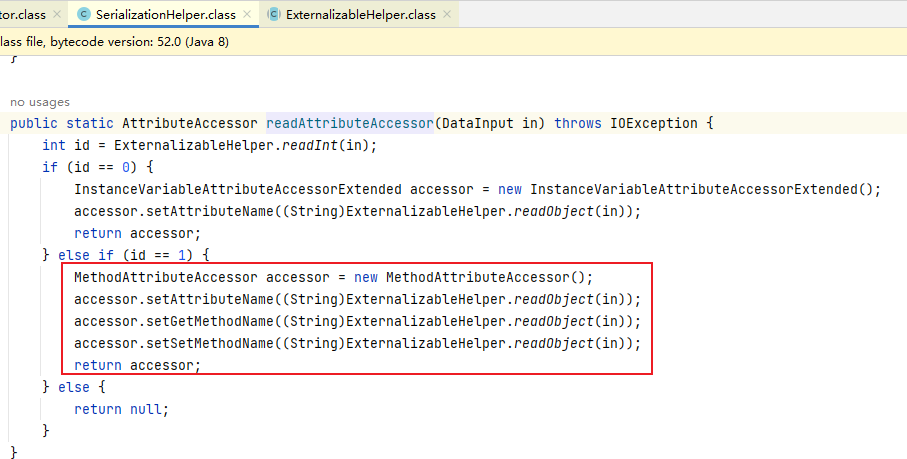 tor.class SerializationHelper.class ExternalizableHelper.class
lass file, bytecode version: 52.0 (Java 8)
}
no usages
public static AttributeAccessor readAttributeAccessor(DataInput in) throws IOException {
int id = ExternalizableHelper.readInt(in);
if (id == 0) {
InstanceVariableAttributeAccessorExtended accessor = new InstanceVariableAttributeAccessorExtended();
accessor.setAttributeName((String)ExternalizableHelper.readObject(in));
return accessor;
} else if (id == 1) {
MethodAttributeAccessor accessor = new MethodAttributeAccessor();
accessor.setAttributeName((String)ExternalizableHelper.readObject(in));
accessor.setGetMethodName((String)ExternalizableHelper.readObject(in));
accessor.setSetMethodName((String)ExternalizableHelper.readObject(in));
return accessor;
} else {
return null;
}
}